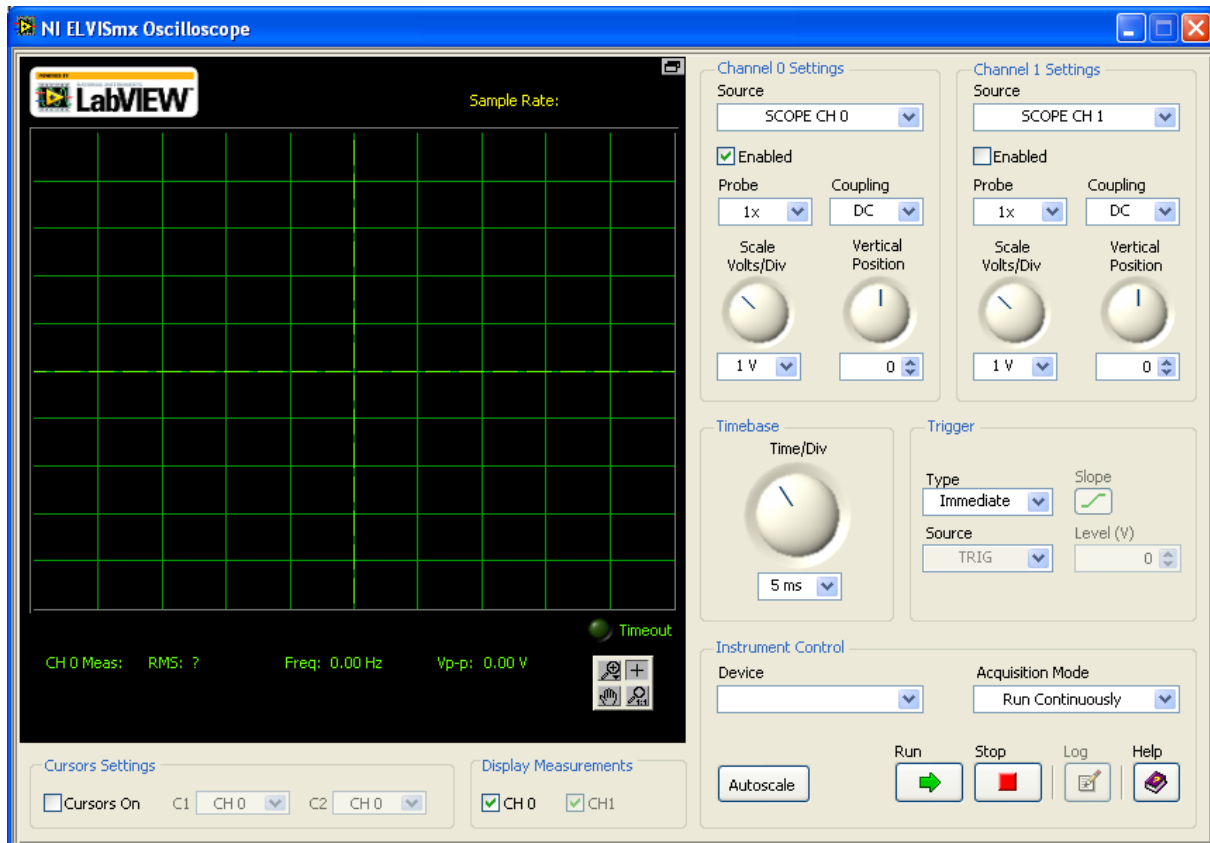 NI ELVISmx Oscilloscope
POWERED BY
NATIONAL INSTRUMENTS
LabVIEW
Sample Rate:
Timeout
CH 0 Meas: RMS: ? Freq: 0.00 Hz Vp-p: 0.00 V
Cursors Settings
Cursors On C1 CH 0 C2 CH 0
Display Measurements
CH 0 CH1
Channel 0 Settings
Source
SCOPE CH 0
Enabled
Probe Coupling
1x DC
Scale
Volts/Div
Vertical
Position
1 V 0
Channel 1 Settings
Source
SCOPE CH 1
Enabled
Probe Coupling
1x DC
Scale
Volts/Div
Vertical
Position
1 V 0
Timebase
Time/Div
5 ms
Trigger
Type Slope
Immediate
Source Level (V)
TRIG 0
Instrument Control
Device Acquisition Mode
Run Continuously
Run Stop Log Help
Autoscale